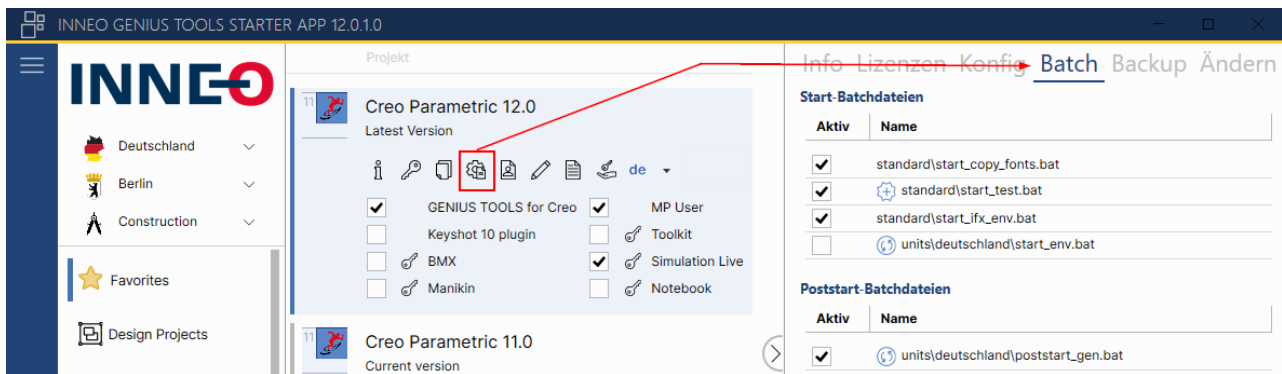 INNEO GENIUS TOOLS STARTER APP 12.0.1.0
INNEO
Deutschland
Berlin
Construction
Favorites
Design Projects
Projekt
11
Creo Parametric 12.0
Latest Version
de
GENIUS TOOLS for Creo
MP User
Keyshot 10 plugin
Toolkit
BMX
Simulation Live
Manikin
Notebook
11
Creo Parametric 11.0
Current version
Info Lizenzen Konfig Batch Backup Ändern
Start-Batchdateien
Aktiv Name
standard\start_copy_fonts.bat
standard\start_test.bat
standard\start_ifx_env.bat
units\deutschland\start_env.bat
Poststart-Batchdateien
Aktiv Name
units\deutschland\poststart_gen.bat